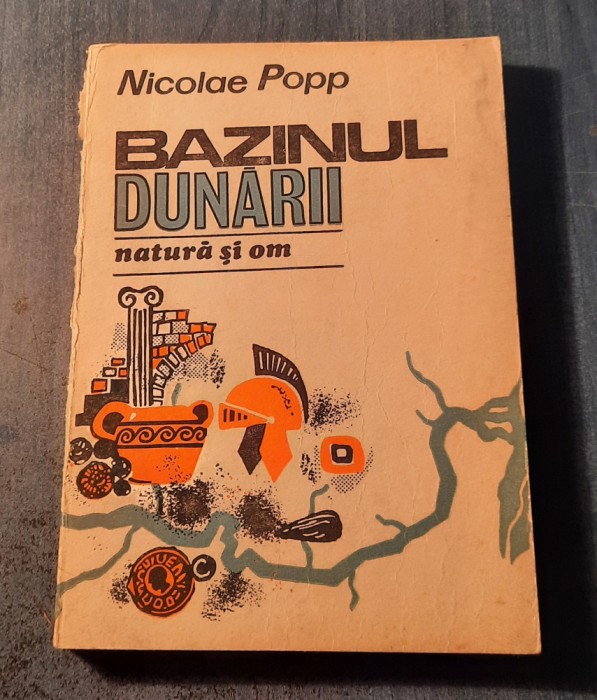 Nicolae Popp
BAZINUL
DUNĂRII
natură și om